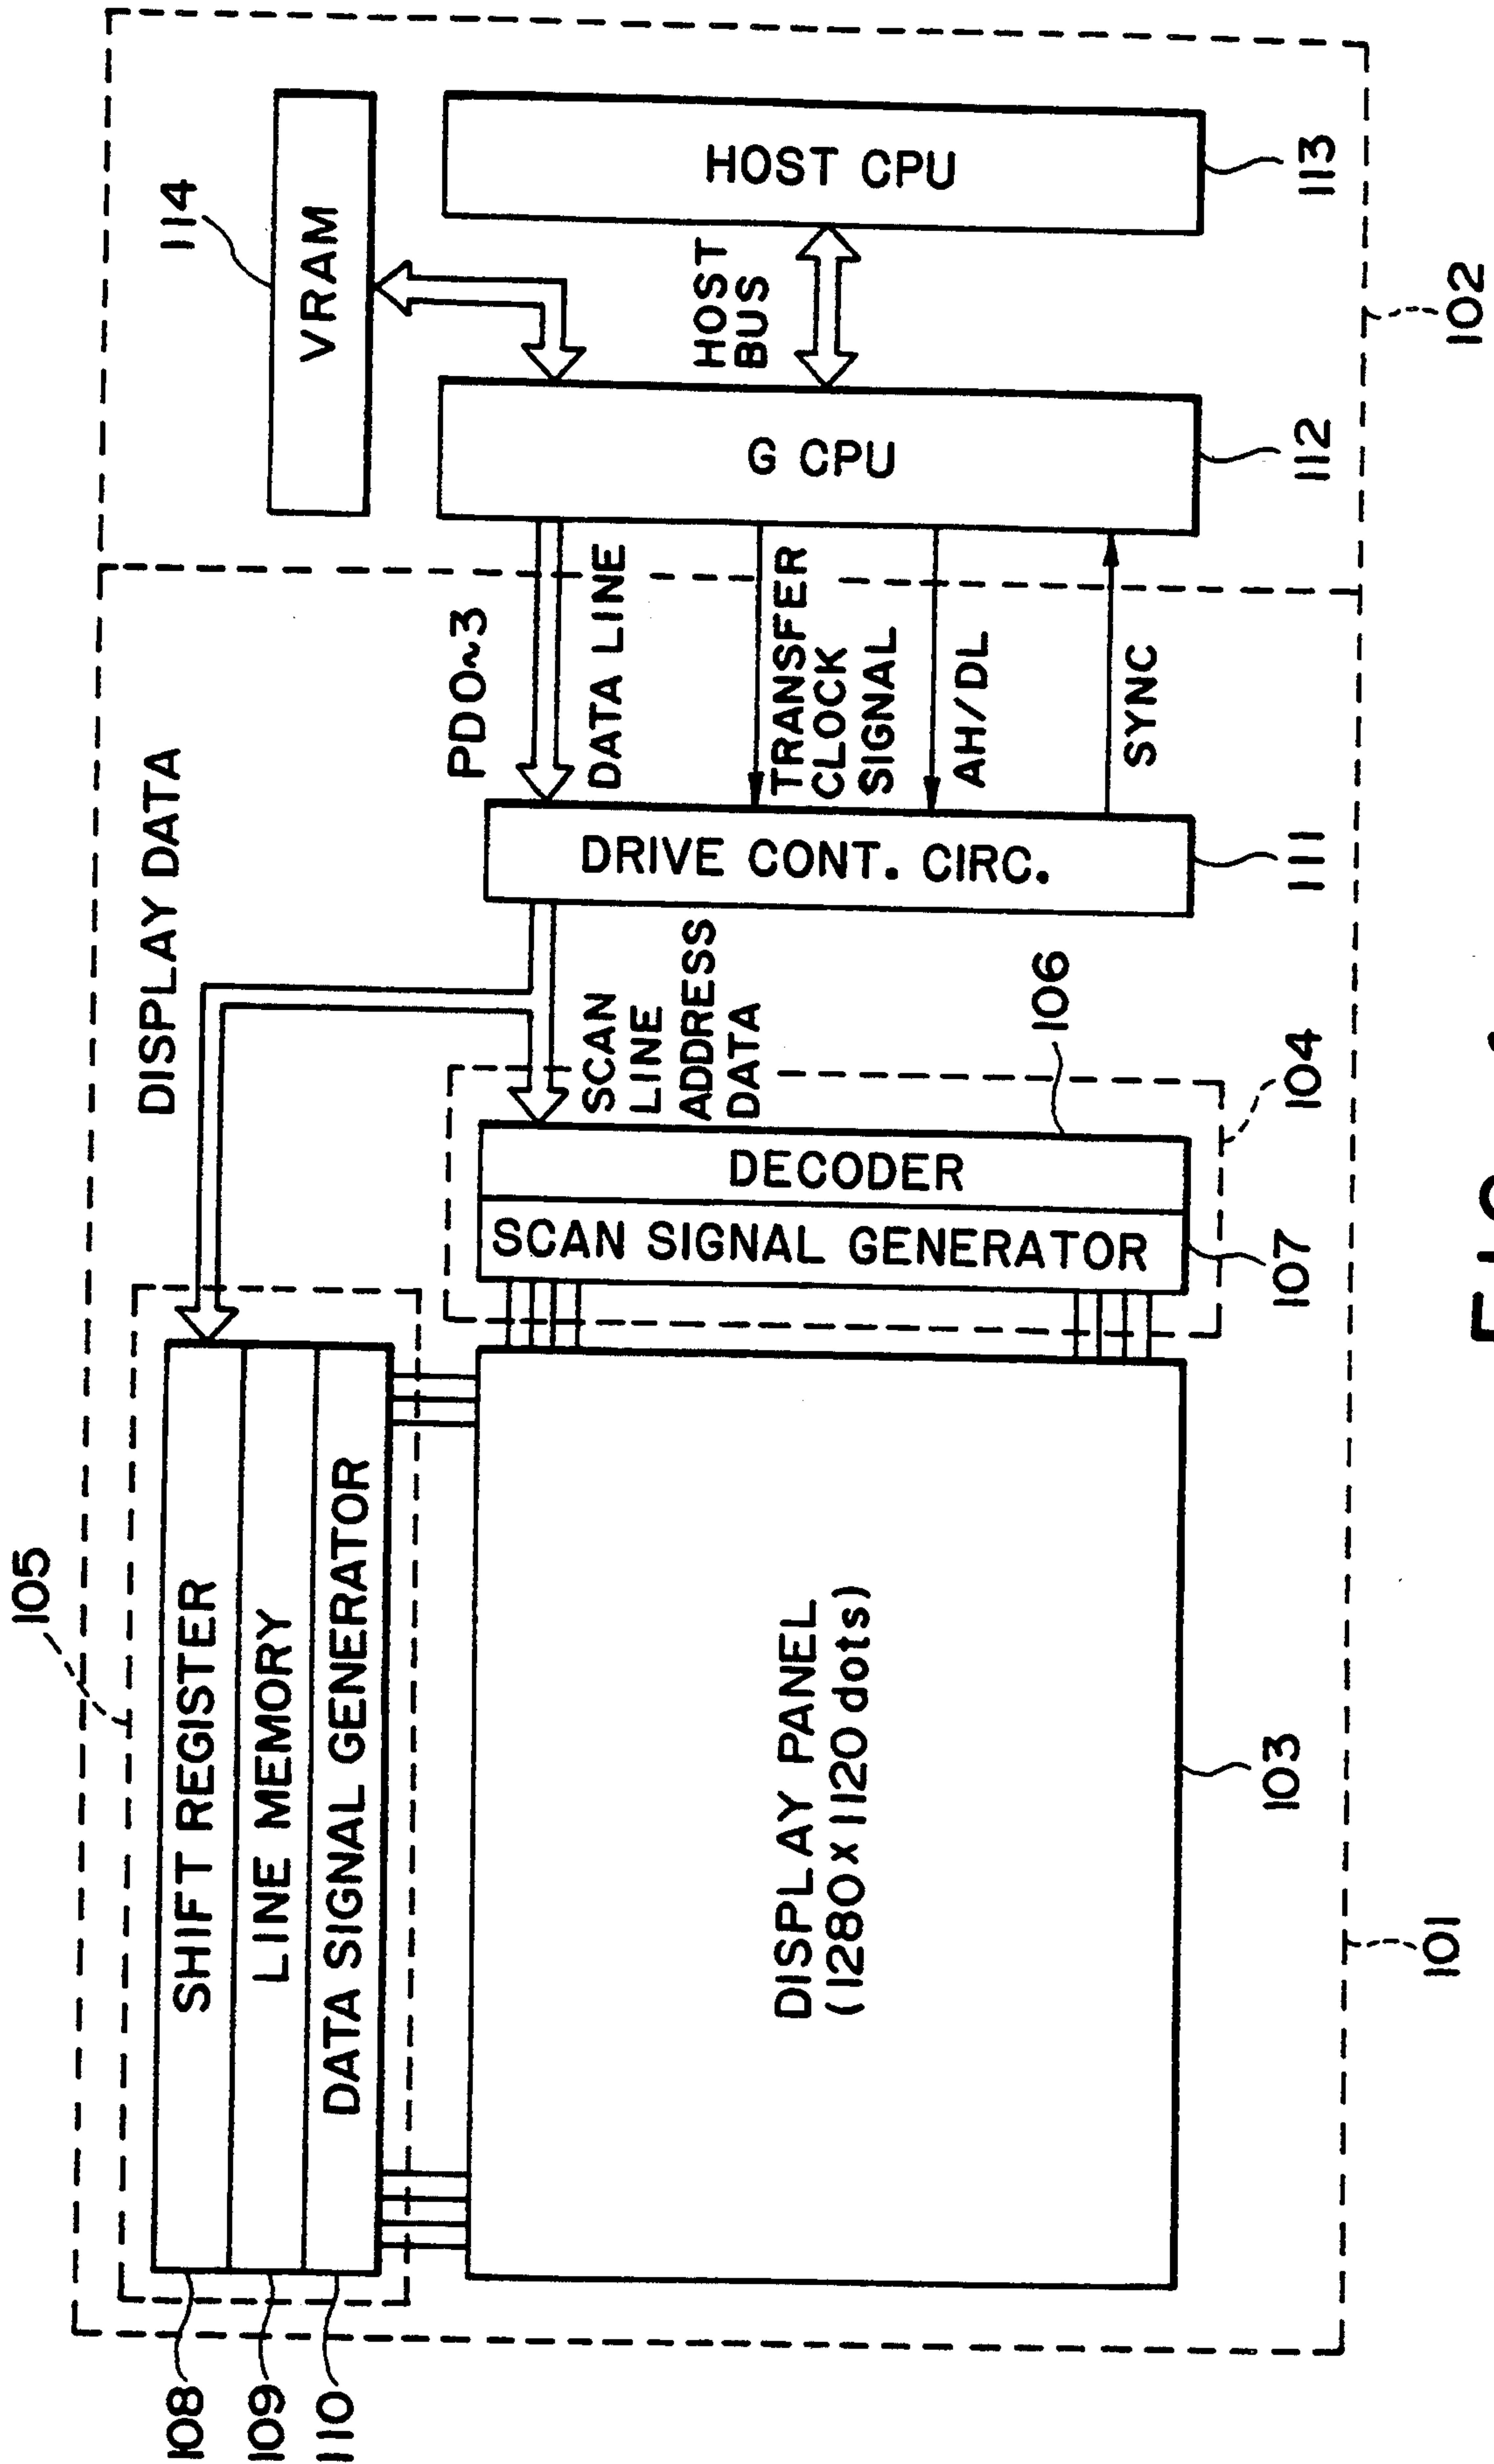 105
108
109
110
SHIFT REGISTER
LINE MEMORY
DATA SIGNAL GENERATOR
DISPLAY DATA
114
VRAM
DISPLAY PANEL
(1280 x 1120 dots)
103
101
SCAN SIGNAL GENERATOR
DECODER
107
104
106
SCAN
LINE
ADDRESS
DATA
DRIVE CONT. CIRC.
111
PD0~3
DATA LINE
TRANSFER
CLOCK
SIGNAL
AH/DL
SYNC
G CPU
112
HOST
BUS
HOST CPU
113
102